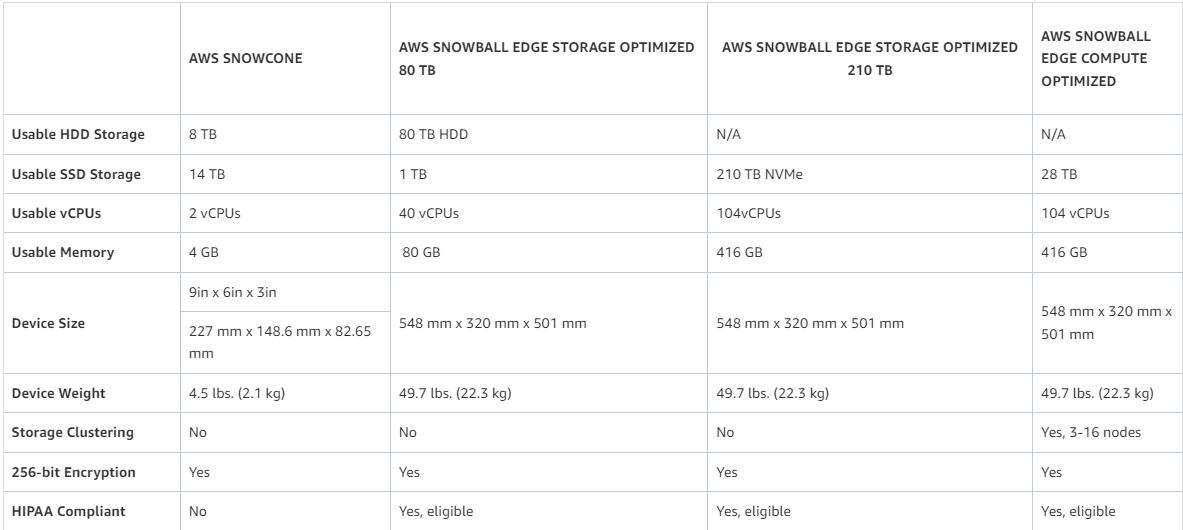 AWS SNOWCONE
AWS SNOWBALL EDGE STORAGE OPTIMIZED
80 TB
AWS SNOWBALL EDGE STORAGE OPTIMIZED
210 TB
AWS SNOWBALL
EDGE COMPUTE
OPTIMIZED
Usable HDD Storage
8 TB
80 TB HDD
N/A
N/A
Usable SSD Storage
14 TB
1 TB
210 TB NVMe
28 TB
Usable vCPUs
2 vCPUs
40 vCPUs
104vCPUs
104 vCPUs
Usable Memory
4 GB
80 GB
416 GB
416 GB
Device Size
9in x 6in x 3in
227 mm x 148.6 mm x 82.65
mm
548 mm x 320 mm x 501 mm
548 mm x 320 mm x 501 mm
548 mm x 320 mm x
501 mm
Device Weight
4.5 lbs. (2.1 kg)
49.7 lbs. (22.3 kg)
49.7 lbs. (22.3 kg)
49.7 lbs. (22.3 kg)
Storage Clustering
No
No
No
Yes, 3-16 nodes
256-bit Encryption
Yes
Yes
Yes
Yes
HIPAA Compliant
No
Yes, eligible
Yes, eligible
Yes, eligible